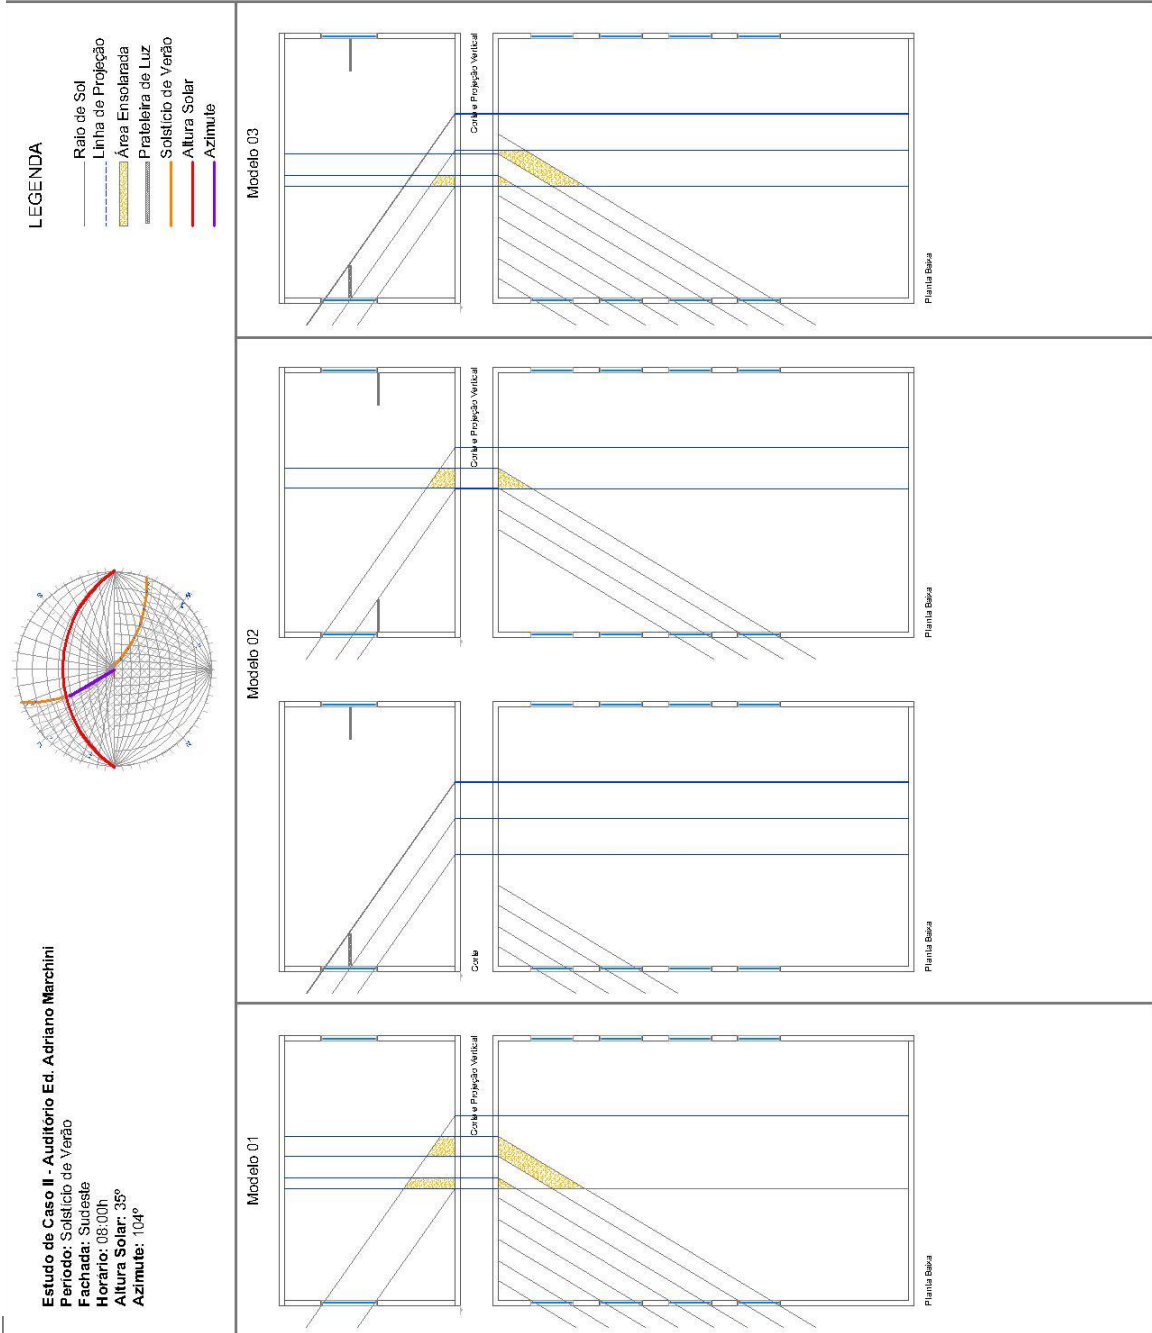 Estudo de Caso II - Auditório Ed. Adriano Marchini
Período: Solstício de Verão
Fachada: Sudeste
Horário: 08:00h
Altura Solar: 35º
Azimute: 104º
LEGENDA
Raio de Sol
Linha de Projeção
Área Ensolarada
Prateleira de Luz
Solstício de Verão
Altura Solar
Azimute
Modelo 01
Corte e Projeção Vertical
Planta Baixa
Modelo 02
Corte
Planta Baixa
Corte e Projeção Vertical
Planta Baixa
Modelo 03
Corte e Projeção Vertical
Planta Baixa